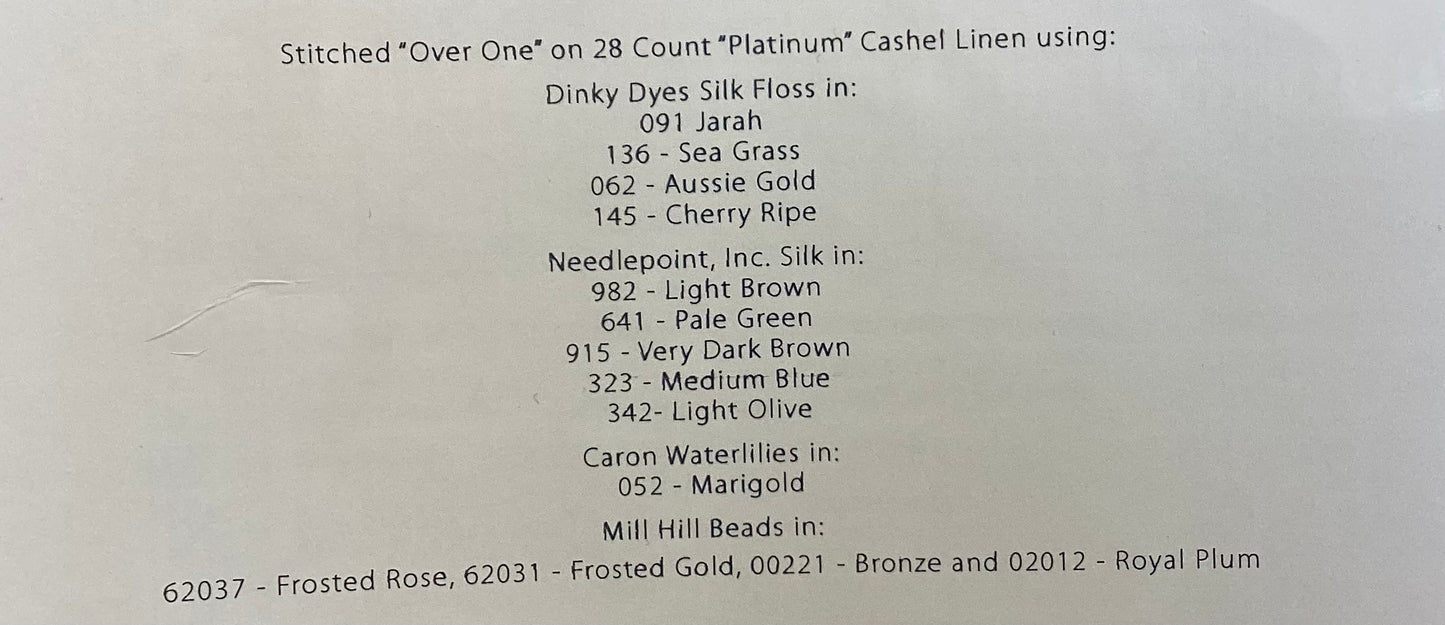 Stitched "Over One" on 28 Count "Platinum" Cashel Linen using:
Dinky Dyes Silk Floss in:
091 Jarah
136 - Sea Grass
062 - Aussie Gold
145 - Cherry Ripe
Needlepoint, Inc. Silk in:
982 - Light Brown
641 - Pale Green
915 - Very Dark Brown
323 - Medium Blue
342- Light Olive
Caron Waterlilies in:
052 - Marigold
Mill Hill Beads in:
62037 - Frosted Rose, 62031 - Frosted Gold, 00221 - Bronze and 02012 - Royal Plum